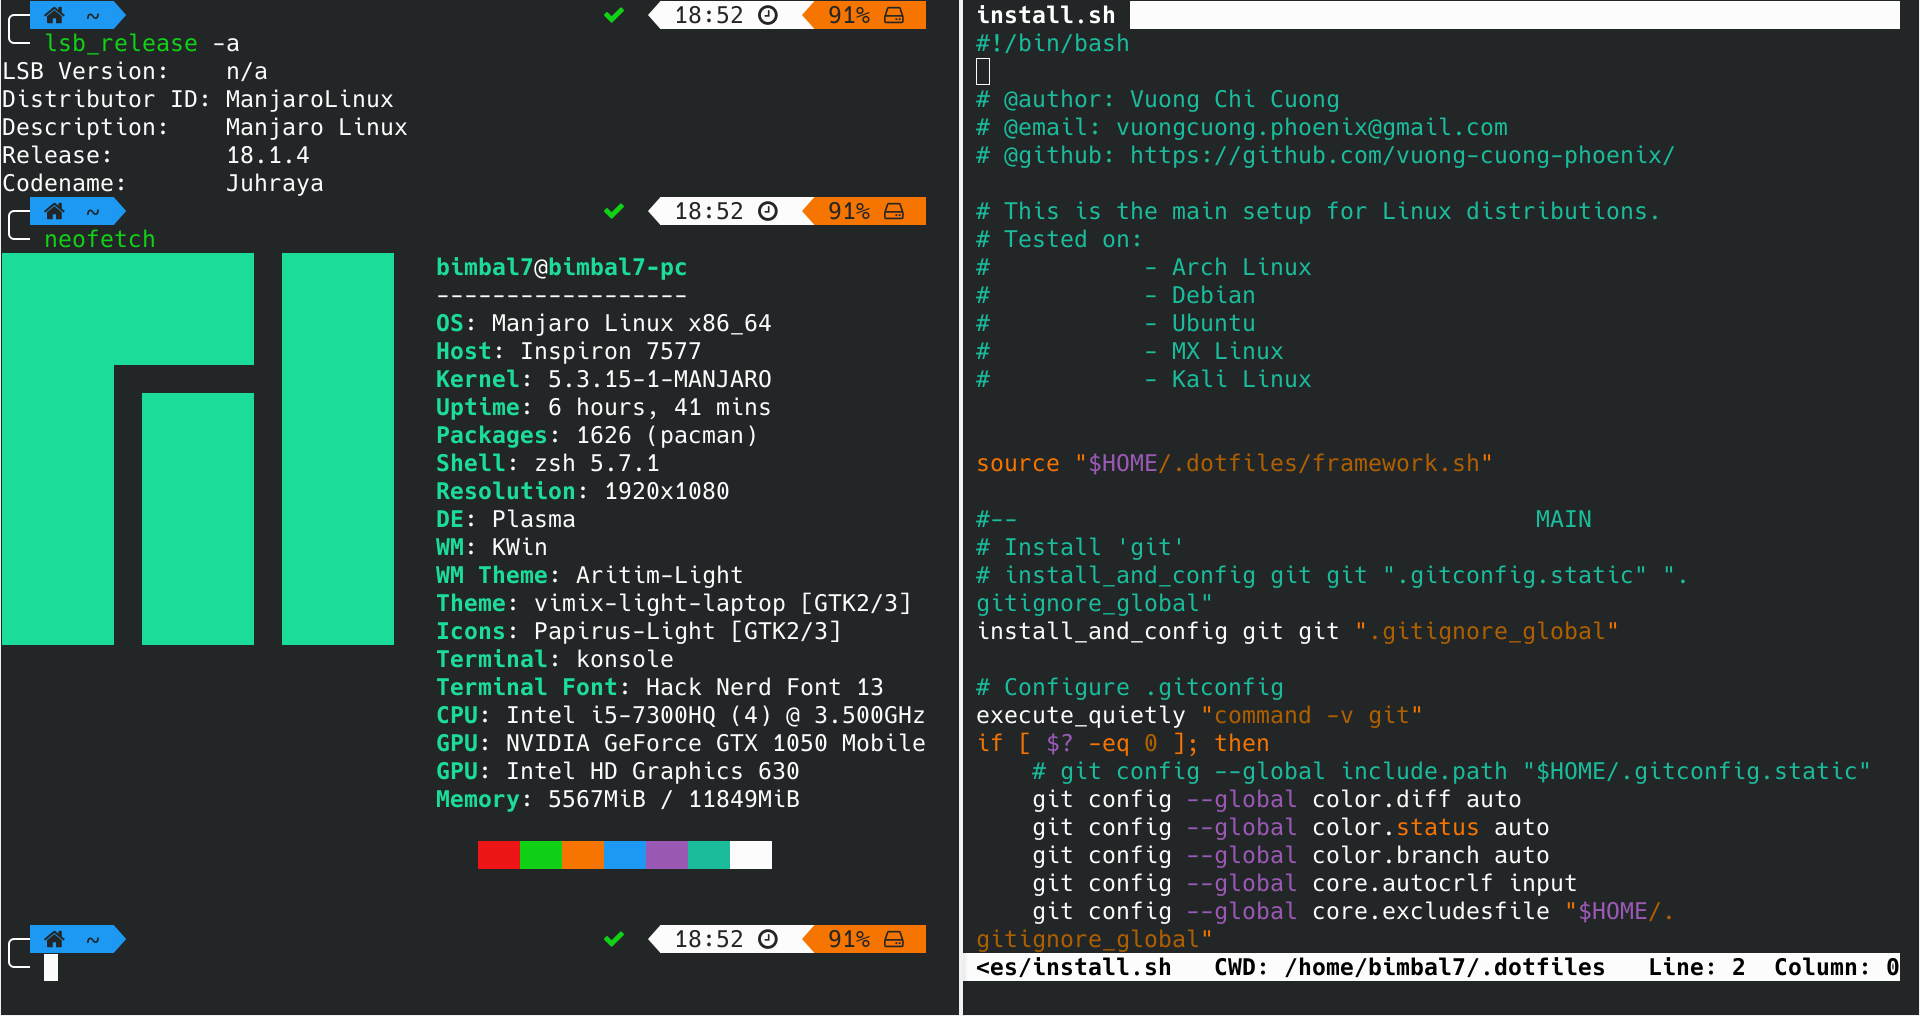 ~ 18:52 91%
lsb_release -a
LSB Version: n/a
Distributor ID: ManjaroLinux
Description: Manjaro Linux
Release: 18.1.4
Codename: Juhraya
~ 18:52 91%
neofetch
bimbal7@bimbal7-pc
------------------
OS: Manjaro Linux x86_64
Host: Inspiron 7577
Kernel: 5.3.15-1-MANJARO
Uptime: 6 hours, 41 mins
Packages: 1626 (pacman)
Shell: zsh 5.7.1
Resolution: 1920x1080
DE: Plasma
WM: KWin
WM Theme: Aritim-Light
Theme: vimix-light-laptop [GTK2/3]
Icons: Papirus-Light [GTK2/3]
Terminal: konsole
Terminal Font: Hack Nerd Font 13
CPU: Intel i5-7300HQ (4) @ 3.500GHz
GPU: NVIDIA GeForce GTX 1050 Mobile
GPU: Intel HD Graphics 630
Memory: 5567MiB / 11849MiB
~ 18:52 91%
install.sh
#!/bin/bash
# @author: Vuong Chi Cuong
# @email: vuongcuong.phoenix@gmail.com
# @github: https://github.com/vuong-cuong-phoenix/
# This is the main setup for Linux distributions.
# Tested on:
# - Arch Linux
# - Debian
# - Ubuntu
# - MX Linux
# - Kali Linux
source "$HOME/.dotfiles/framework.sh"
#-- MAIN
# Install 'git'
# install_and_config git git ".gitconfig.static" ".
gitignore_global"
install_and_config git git ".gitignore_global"
# Configure .gitconfig
execute_quietly "command -v git"
if [ $? -eq 0 ]; then
# git config --global include.path "$HOME/.gitconfig.static"
git config --global color.diff auto
git config --global color.status auto
git config --global color.branch auto
git config --global core.autocrlf input
git config --global core.excludesfile "$HOME/.
gitignore_global"
<es/install.sh CWD: /home/bimbal7/.dotfiles Line: 2 Column: 0